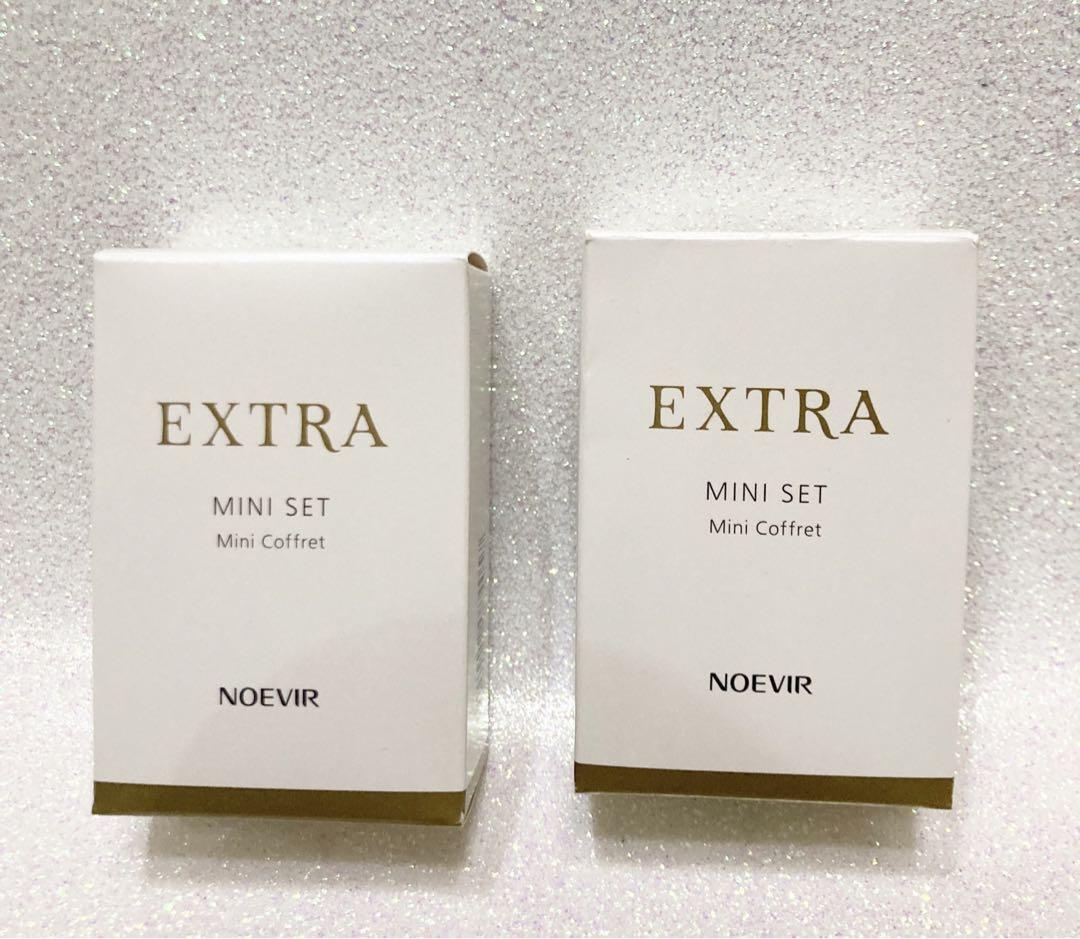 EXTRA
MINI SET
Mini Coffret
NOEVIR
EXTRA
MINI SET
Mini Coffret
NOEVIR